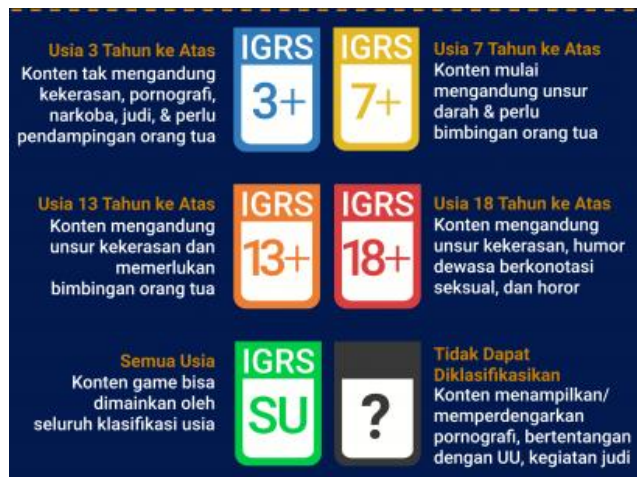 Usia 3 Tahun ke Atas
Konten tak mengandung
kekerasan, pornografi,
narkoba, judi, & perlu
pendampingan orang tua
IGRS
3+
IGRS
7+
Usia 7 Tahun ke Atas
Konten mulai
mengandung unsur
darah & perlu
bimbingan orang tua
Usia 13 Tahun ke Atas
Konten mengandung
unsur kekerasan dan
memerlukan
bimbingan orang tua
IGRS
13+
IGRS
18+
Usia 18 Tahun ke Atas
Konten mengandung
unsur kekerasan, humor
dewasa berkonotasi
seksual, dan horor
Semua Usia
Konten game bisa
dimainkan oleh
seluruh klasifikasi usia
IGRS
SU
?
Tidak Dapat
Diklasifikasikan
Konten menampilkan/
memperdengarkan
pornografi, bertentangan
dengan UU, kegiatan judi